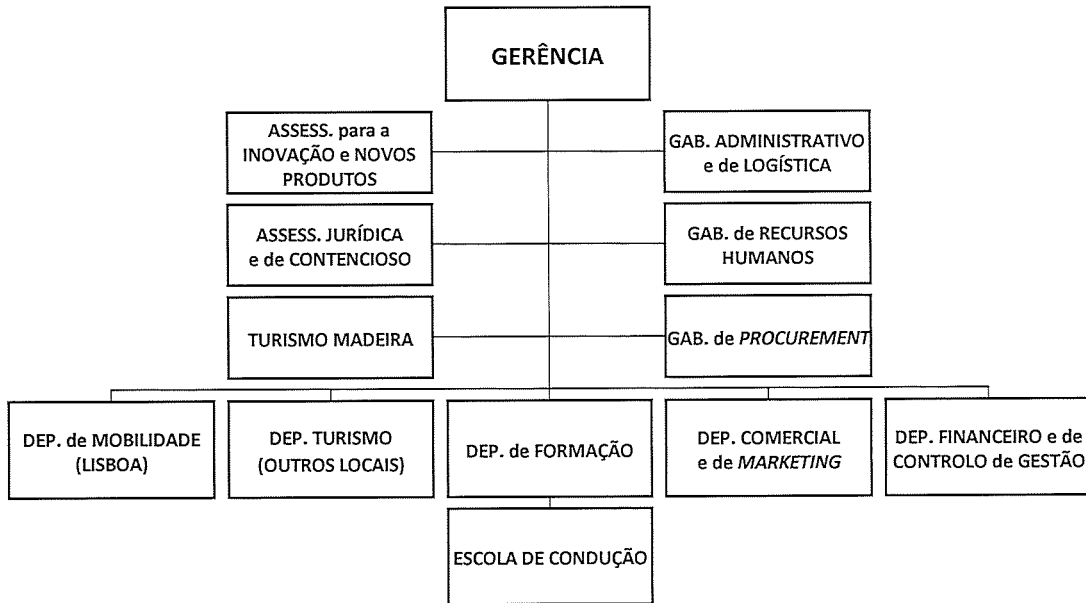 GERÊNCIA
ASSESS. para a
INOVAÇÃO e NOVOS
PRODUTOS
GAB. ADMINISTRATIVO
e de LOGÍSTICA
ASSESS. JURÍDICA
e de CONTENCIOSO
GAB. de RECURSOS
HUMANOS
TURISMO MADEIRA
GAB. de PROCUREMENT
DEP. de MOBILIDADE
(LISBOA)
DEP. TURISMO
(OUTROS LOCAIS)
DEP. de FORMAÇÃO
DEP. COMERCIAL
e de MARKETING
DEP. FINANCEIRO e de
CONTROLO de GESTÃO
ESCOLA DE CONDUÇÃO